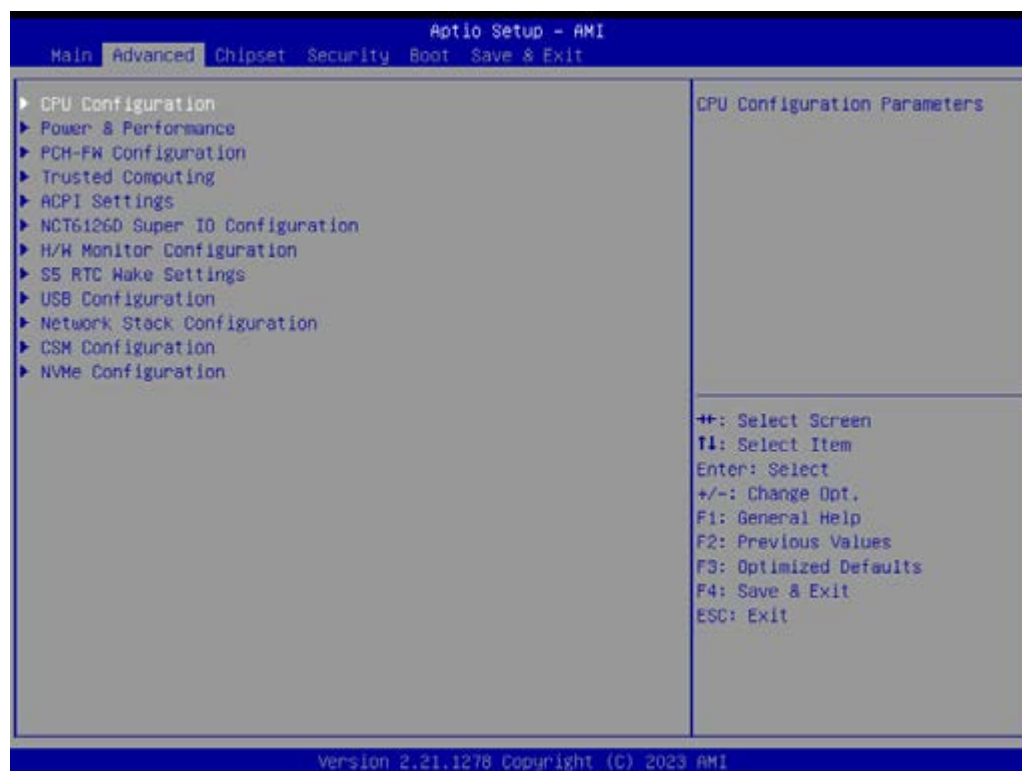 Aptio Setup - AMI
Main Advanced Chipset Security Boot Save & Exit
CPU Configuration
Power & Performance
PCH-FW Configuration
Trusted Computing
ACPI Settings
NCT6126D Super IO Configuration
H/W Monitor Configuration
S5 RTC Wake Settings
USB Configuration
Network Stack Configuration
CSM Configuration
NVMe Configuration
CPU Configuration Parameters
→←: Select Screen
↑↓: Select Item
Enter: Select
+/-: Change Opt.
F1: General Help
F2: Previous Values
F3: Optimized Defaults
F4: Save & Exit
ESC: Exit
Version 2.21.1278 Copyright (C) 2023 AMI